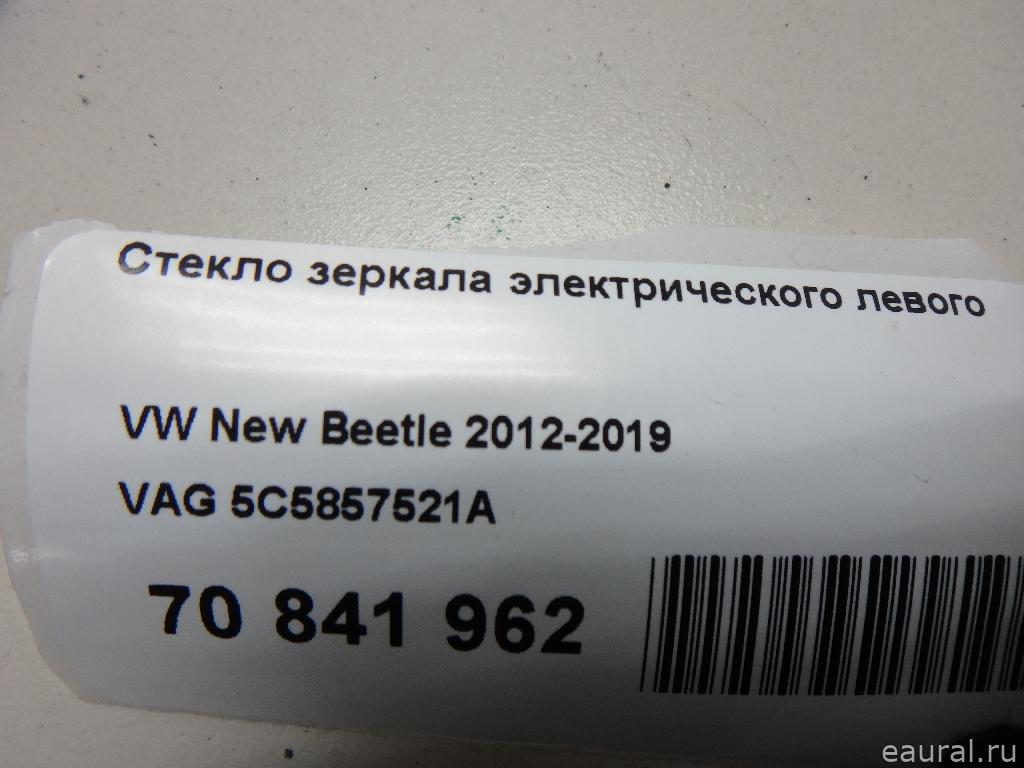 Стекло зеркала электрического левого
VW New Beetle 2012-2019
VAG 5C5857521A
70 841 962
eaural.ru